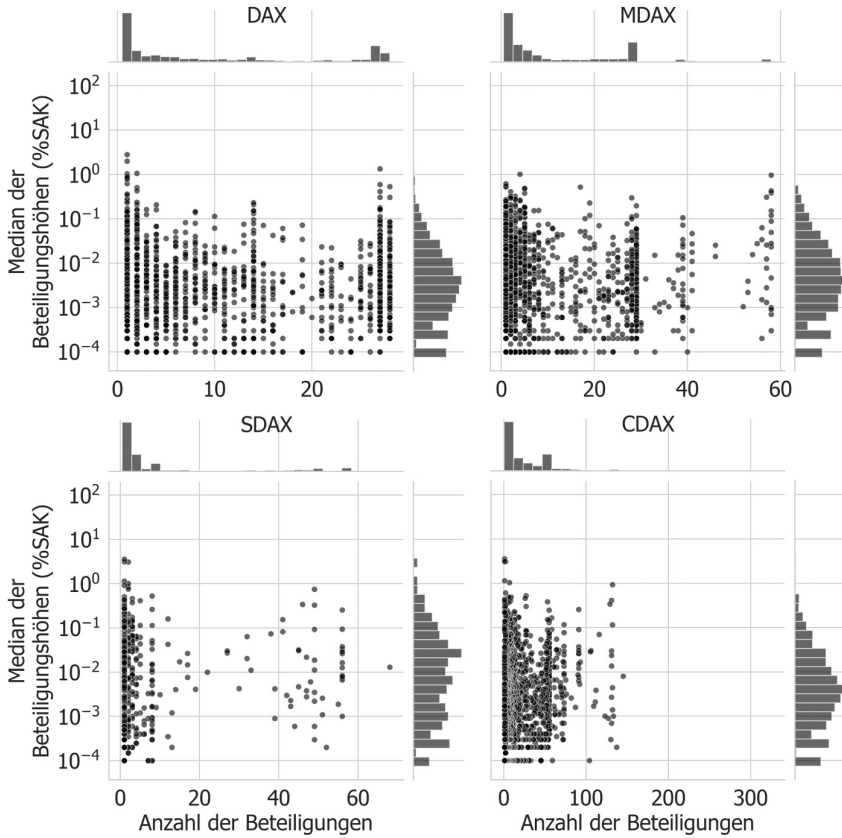 DAX
MDAX
Median der
Beteiligungshöhen (%SAK)
10²
10¹
10⁰
10⁻¹
10⁻²
10⁻³
10⁻⁴
0
10
20
0
20
40
60
SDAX
CDAX
Median der
Beteiligungshöhen (%SAK)
10²
10¹
10⁰
10⁻¹
10⁻²
10⁻³
10⁻⁴
0
20
40
60
0
100
200
300
Anzahl der Beteiligungen
Anzahl der Beteiligungen